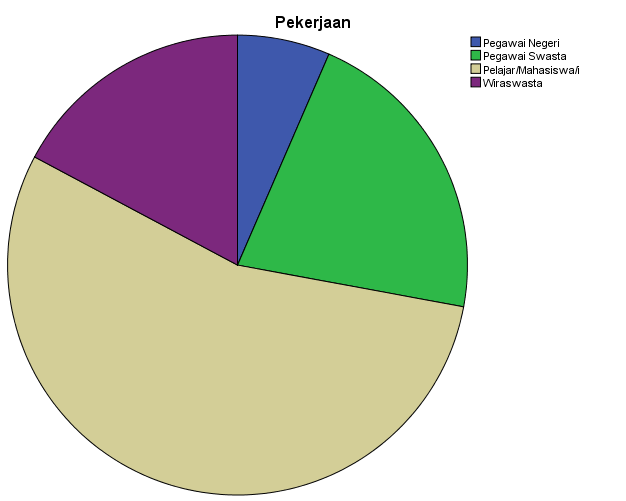 Pekerjaan
Pegawai Negeri
Pegawai Swasta
Pelajar/Mahasiswa/i
Wiraswasta